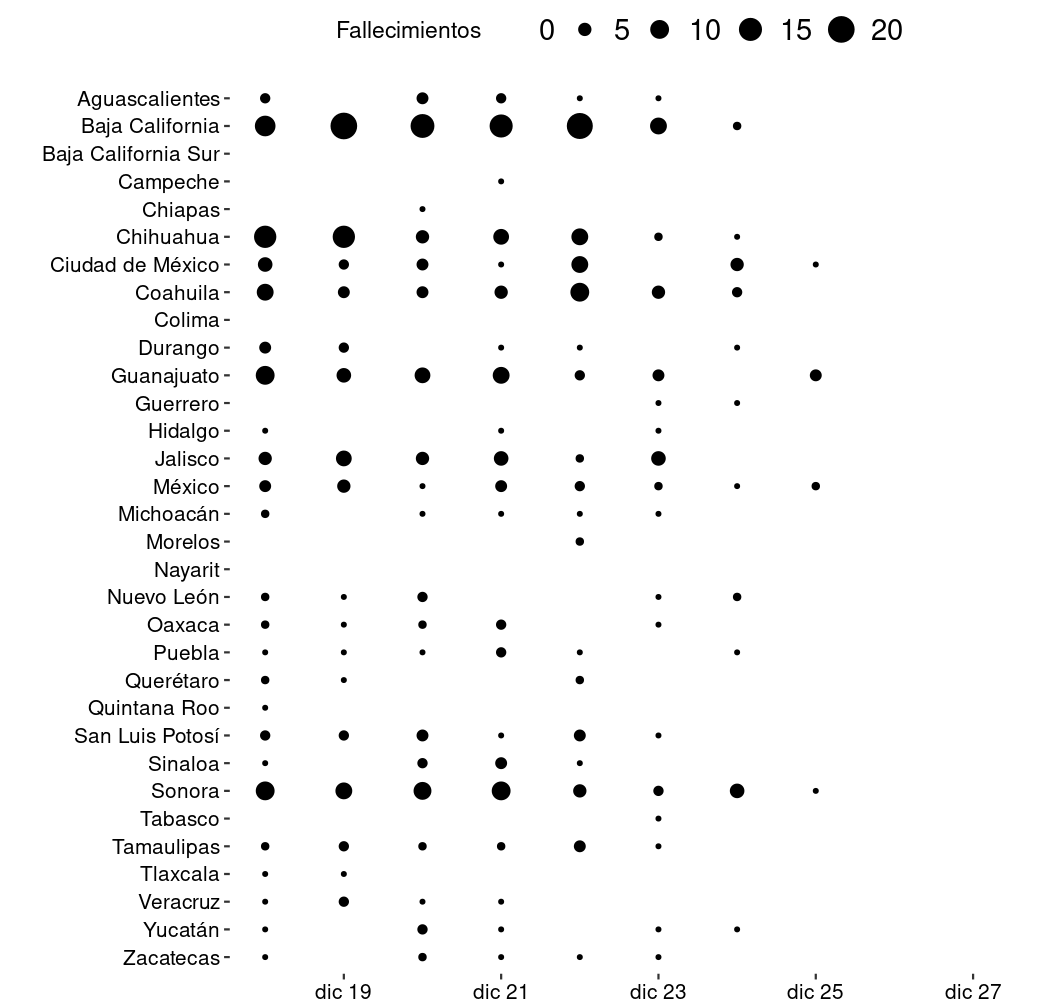 Fallecimientos 0 5 10 15 20
Aguascalientes
Baja California
Baja California Sur
Campeche
Chiapas
Chihuahua
Ciudad de México
Coahuila
Colima
Durango
Guanajuato
Guerrero
Hidalgo
Jalisco
México
Michoacán
Morelos
Nayarit
Nuevo León
Oaxaca
Puebla
Querétaro
Quintana Roo
San Luis Potosí
Sinaloa
Sonora
Tabasco
Tamaulipas
Tlaxcala
Veracruz
Yucatán
Zacatecas
dic 19 dic 21 dic 23 dic 25 dic 27